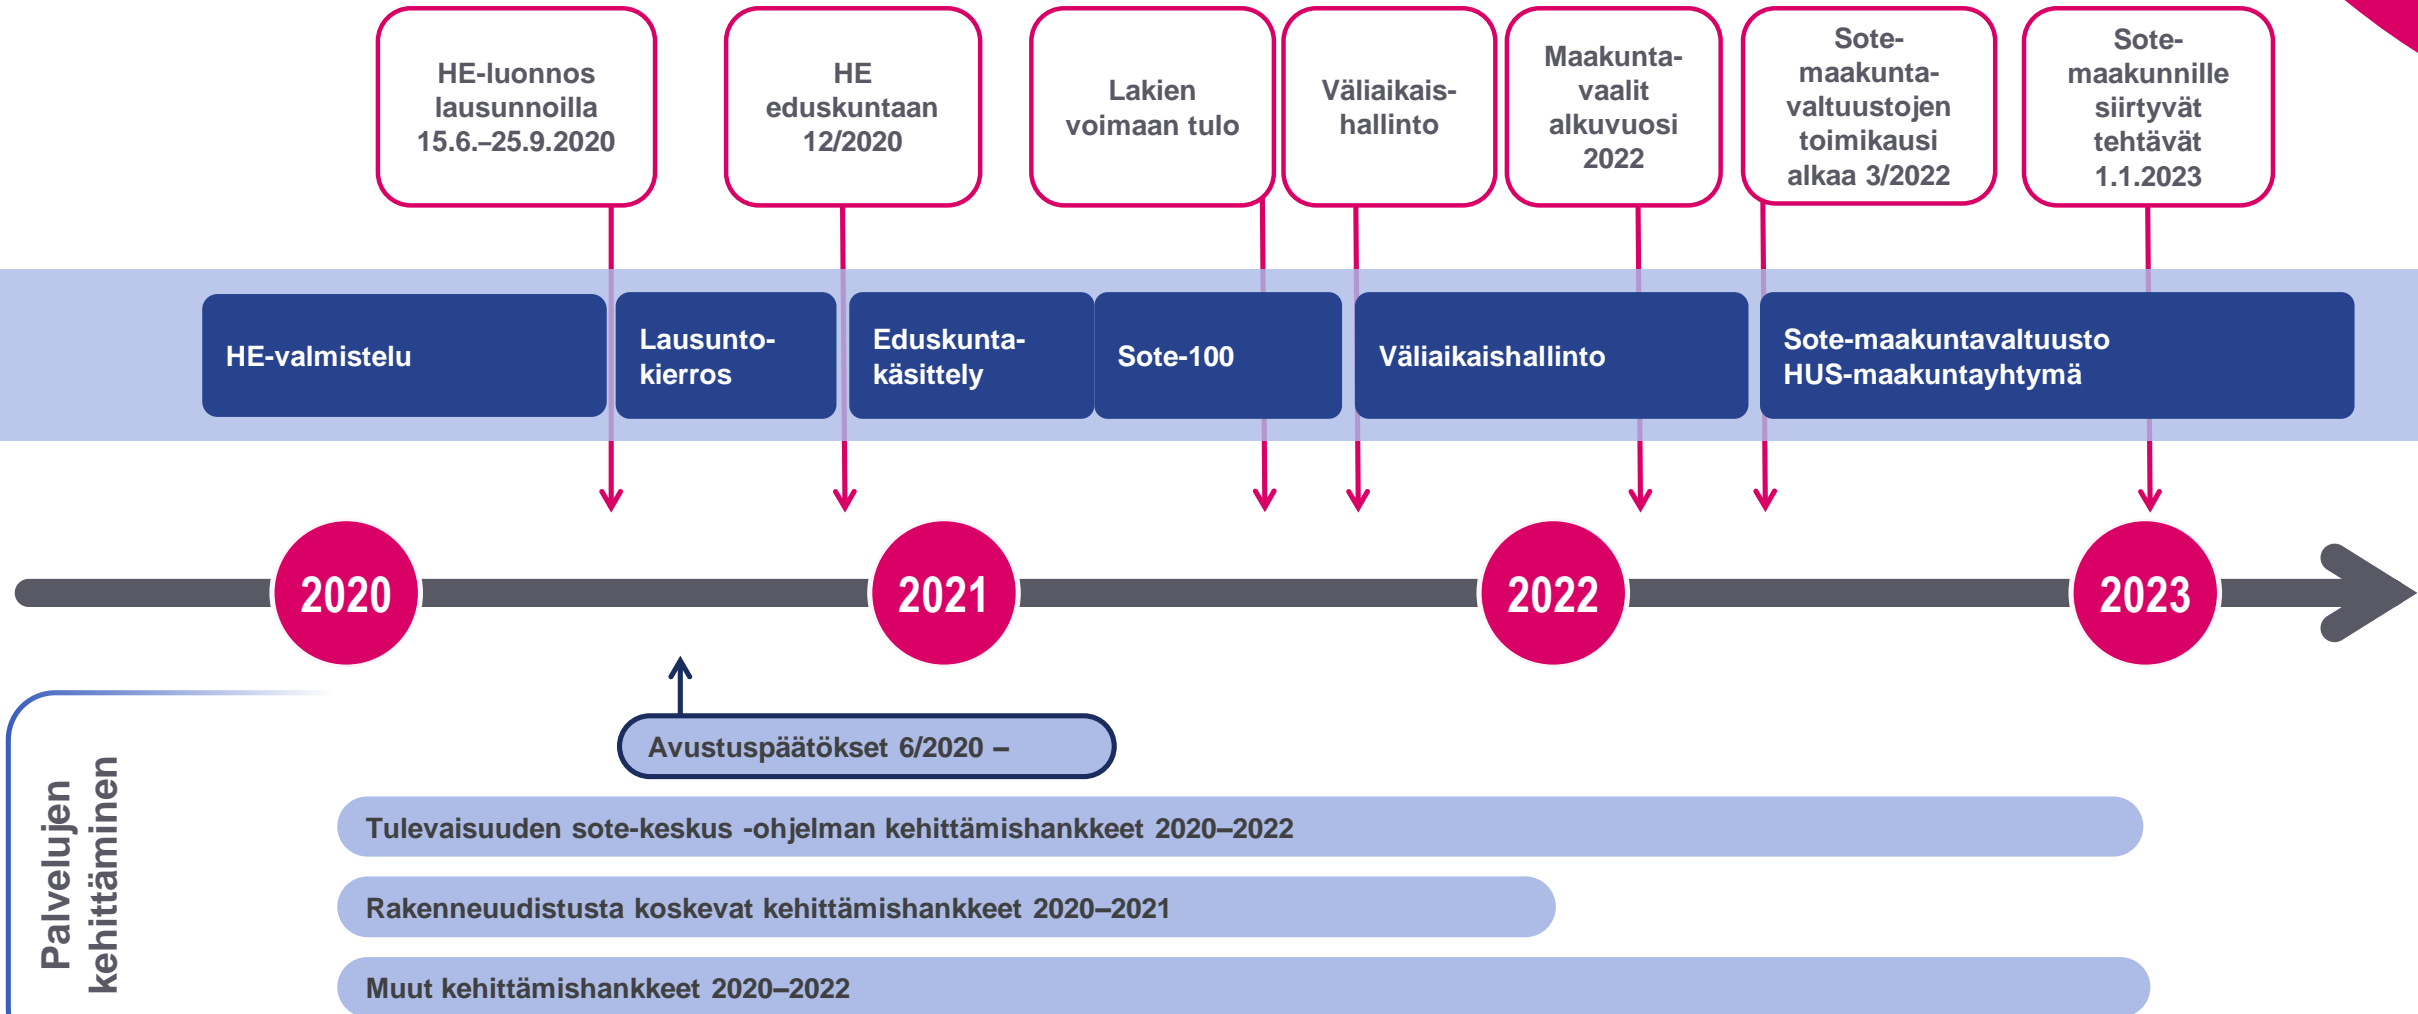 HE-luonnos
lausunnoilla
15.6.–25.9.2020
HE
eduskuntaan
12/2020
Lakien
voimaan tulo
Väliaikais-
hallinto
Maakunta-
vaalit
alkuvuosi
2022
Sote-
maakunta-
valtuustojen
toimikausi
alkaa 3/2022
Sote-
maakunnille
siirtyvät
tehtävät
1.1.2023
HE-valmistelu
Lausunto-
kierros
Eduskunta-
käsittely
Sote-100
Väliaikaishallinto
Sote-maakuntavaltuusto
HUS-maakuntayhtymä
2020
2021
2022
2023
Avustuspäätökset 6/2020 –
Palvelujen
kehittäminen
Tulevaisuuden sote-keskus -ohjelman kehittämishankkeet 2020–2022
Rakenneuudistusta koskevat kehittämishankkeet 2020–2021
Muut kehittämishankkeet 2020–2022